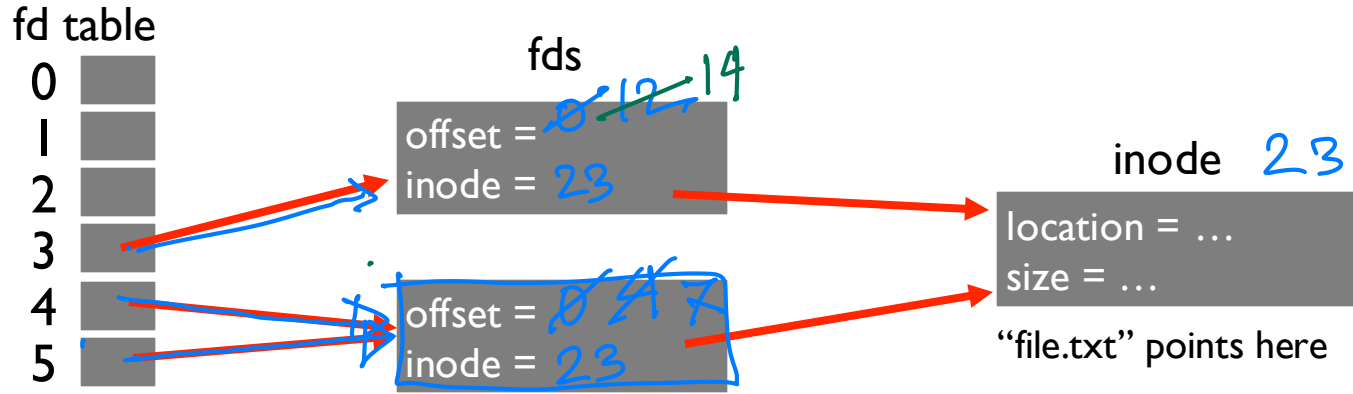 fd table
fds
0
1
2
3
4
5
offset = 0 12 14
inode = 23
offset = 0 4 7
inode = 23
inode 23
location = ...
size = ...
“file.txt” points here